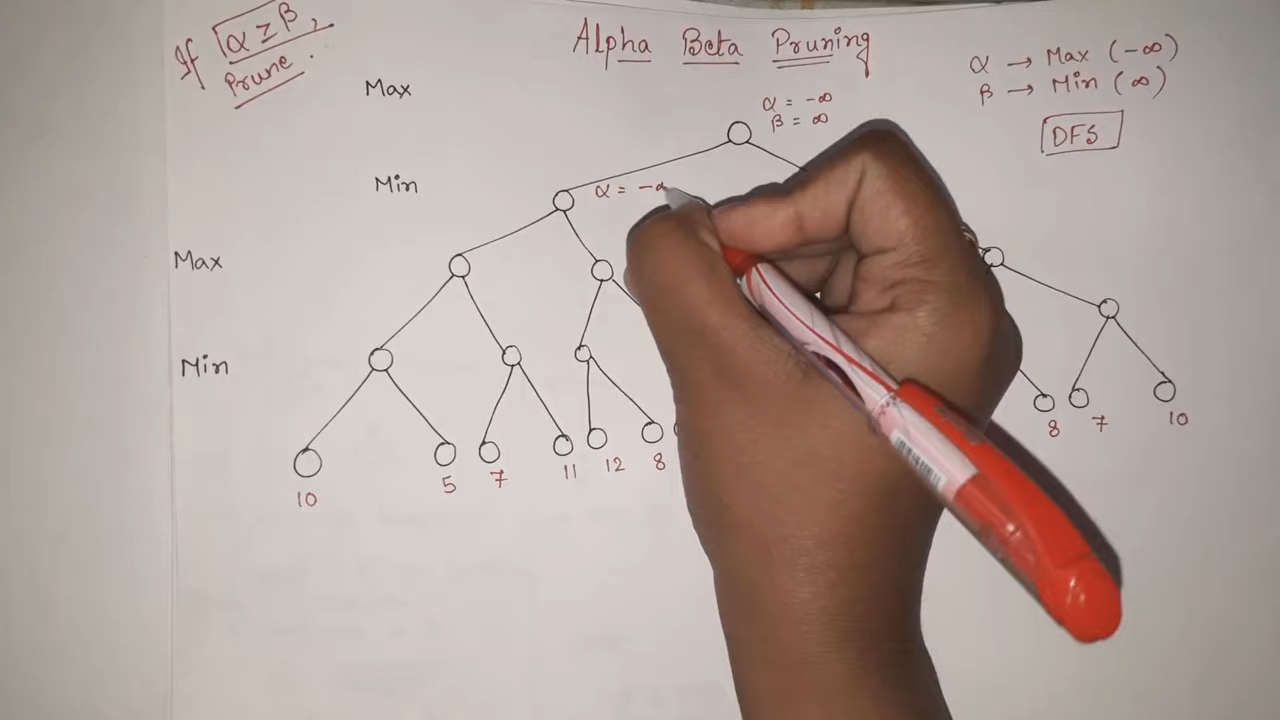 If α ≥ β,
Prune.
Alpha Beta Pruning
α → Max (-∞)
β → Min (∞)
DFS
Max
α = -∞
β = ∞
Min
α = -∞
Max
Min
10 5 7 11 12 8
8 7 10